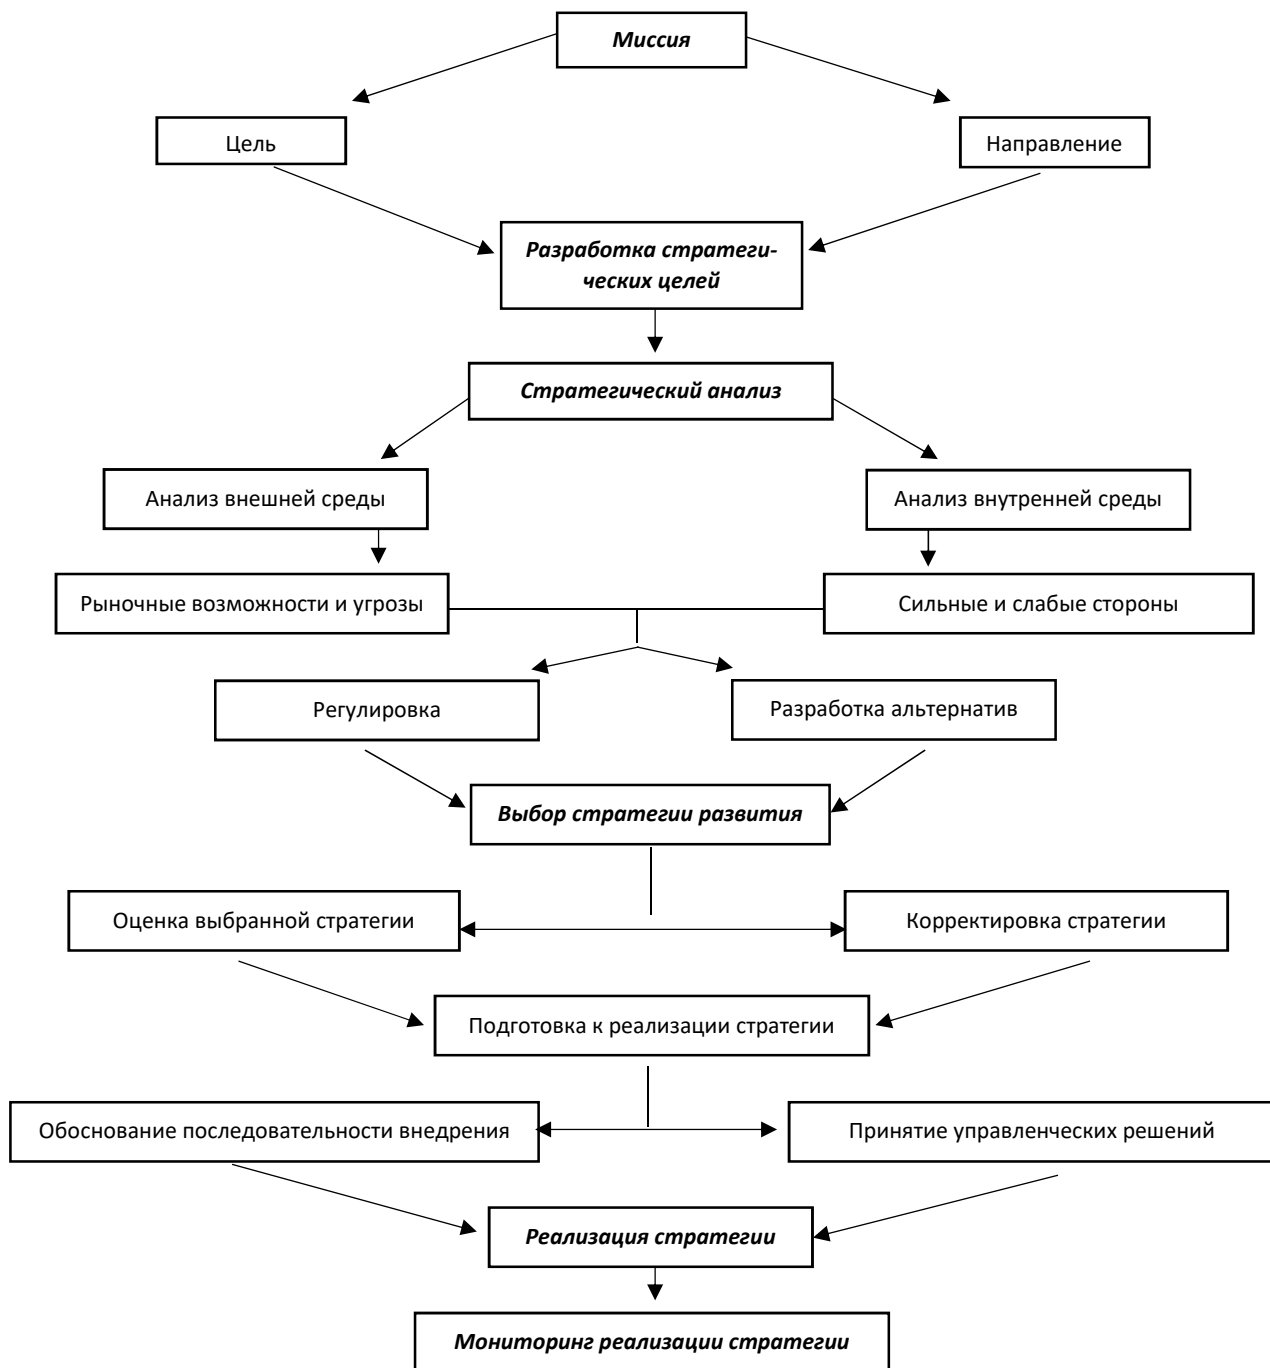 Миссия
Цель
Направление
Разработка стратеги-
ческих целей
Стратегический анализ
Анализ внешней среды
Анализ внутренней среды
Рыночные возможности и угрозы
Сильные и слабые стороны
Регулировка
Разработка альтернатив
Выбор стратегии развития
Оценка выбранной стратегии
Корректировка стратегии
Подготовка к реализации стратегии
Обоснование последовательности внедрения
Принятие управленческих решений
Реализация стратегии
Мониторинг реализации стратегии